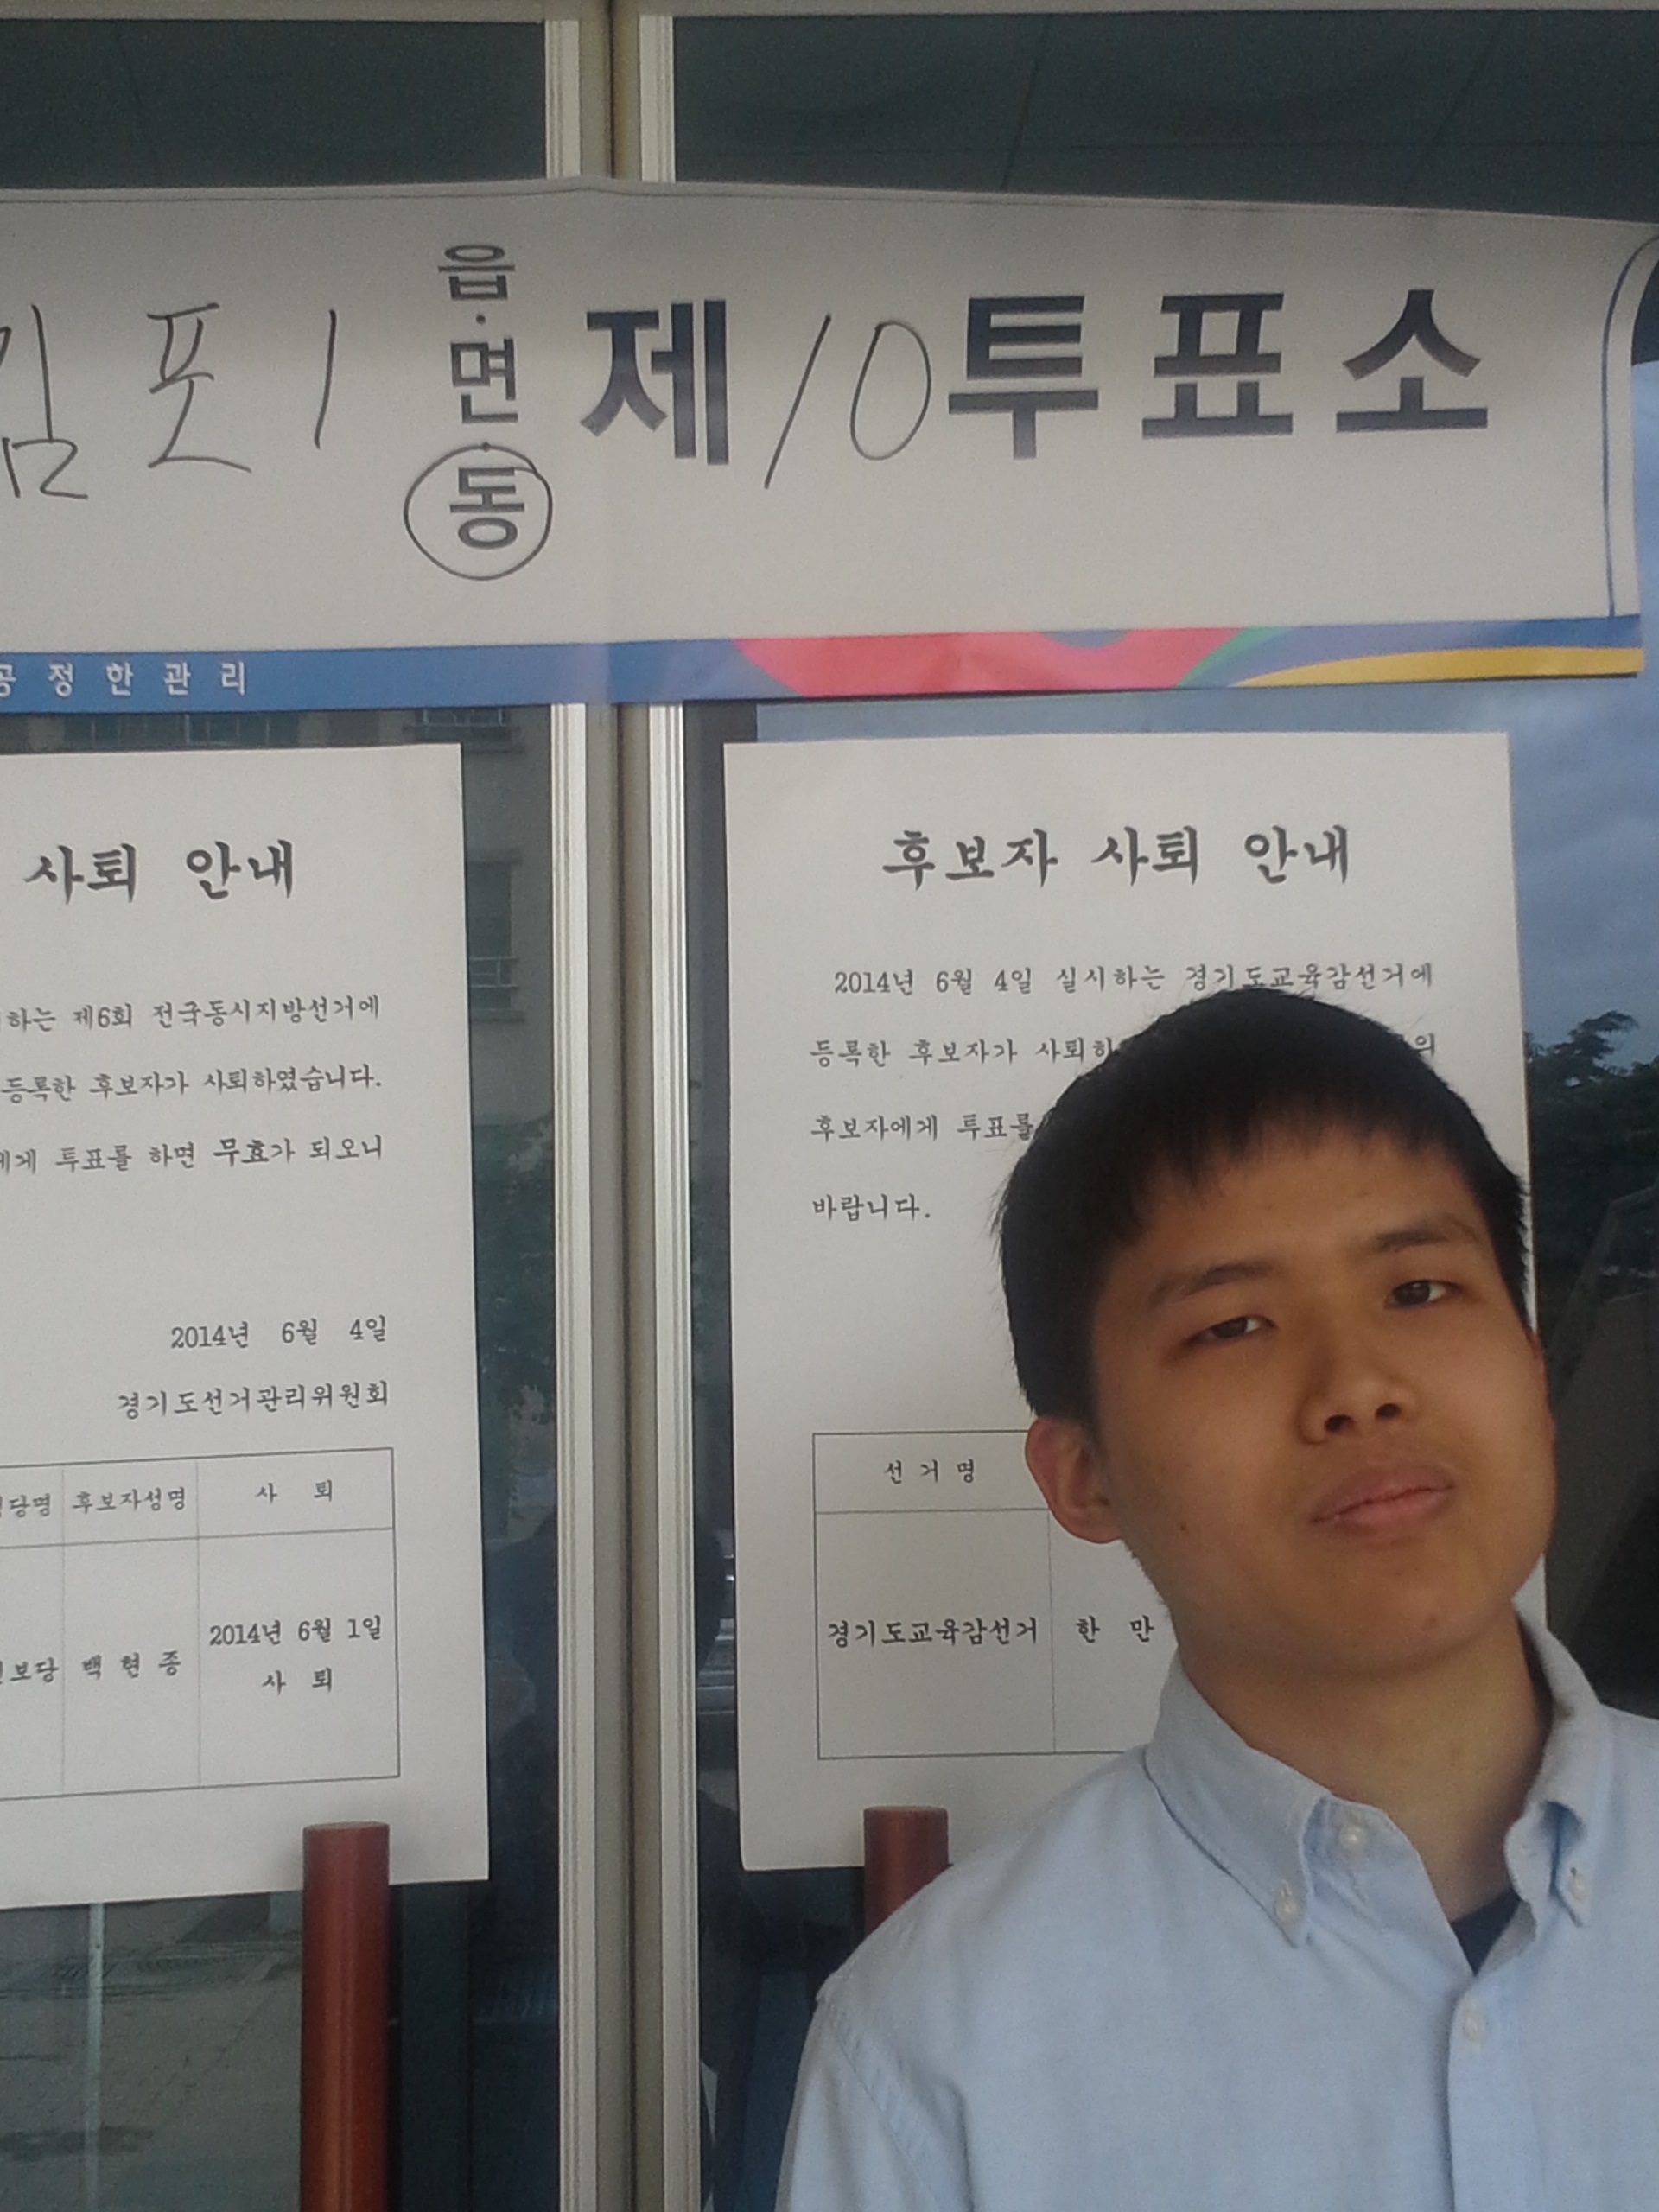 김포1 읍·면·동 제10투표소
공정한관리
사퇴 안내
하는 제6회 전국동시지방선거에
등록한 후보자가 사퇴하였습니다.
에게 투표를 하면 무효가 되오니
2014년 6월 4일
경기도선거관리위원회
당명 후보자성명 사 퇴
보당 백 현 종 2014년 6월 1일
사 퇴
후보자 사퇴 안내
2014년 6월 4일 실시하는 경기도교육감선거에
등록한 후보자가 사퇴하 의
후보자에게 투표를
바랍니다.
선 거 명
경기도교육감선거 한 만